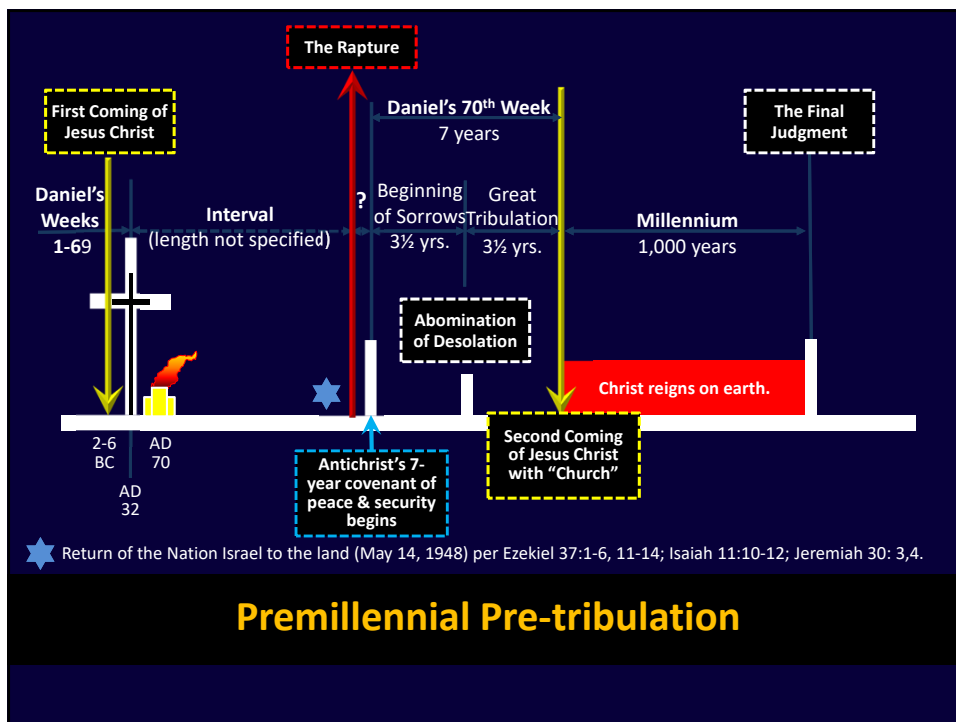 The Rapture
First Coming of
Jesus Christ
Daniel's 70th Week
7 years
The Final
Judgment
Daniel's
Weeks
1-69
Interval
(length not specified)
?
Beginning
of Sorrows
3½ yrs.
Great
Tribulation
3½ yrs.
Millennium
1,000 years
Abomination
of Desolation
Christ reigns on earth.
2-6
BC
AD
70
AD
32
Antichrist's 7-
year covenant of
peace & security
begins
Second Coming
of Jesus Christ
with "Church"
Return of the Nation Israel to the land (May 14, 1948) per Ezekiel 37:1-6, 11-14; Isaiah 11:10-12; Jeremiah 30: 3,4.
Premillennial Pre-tribulation